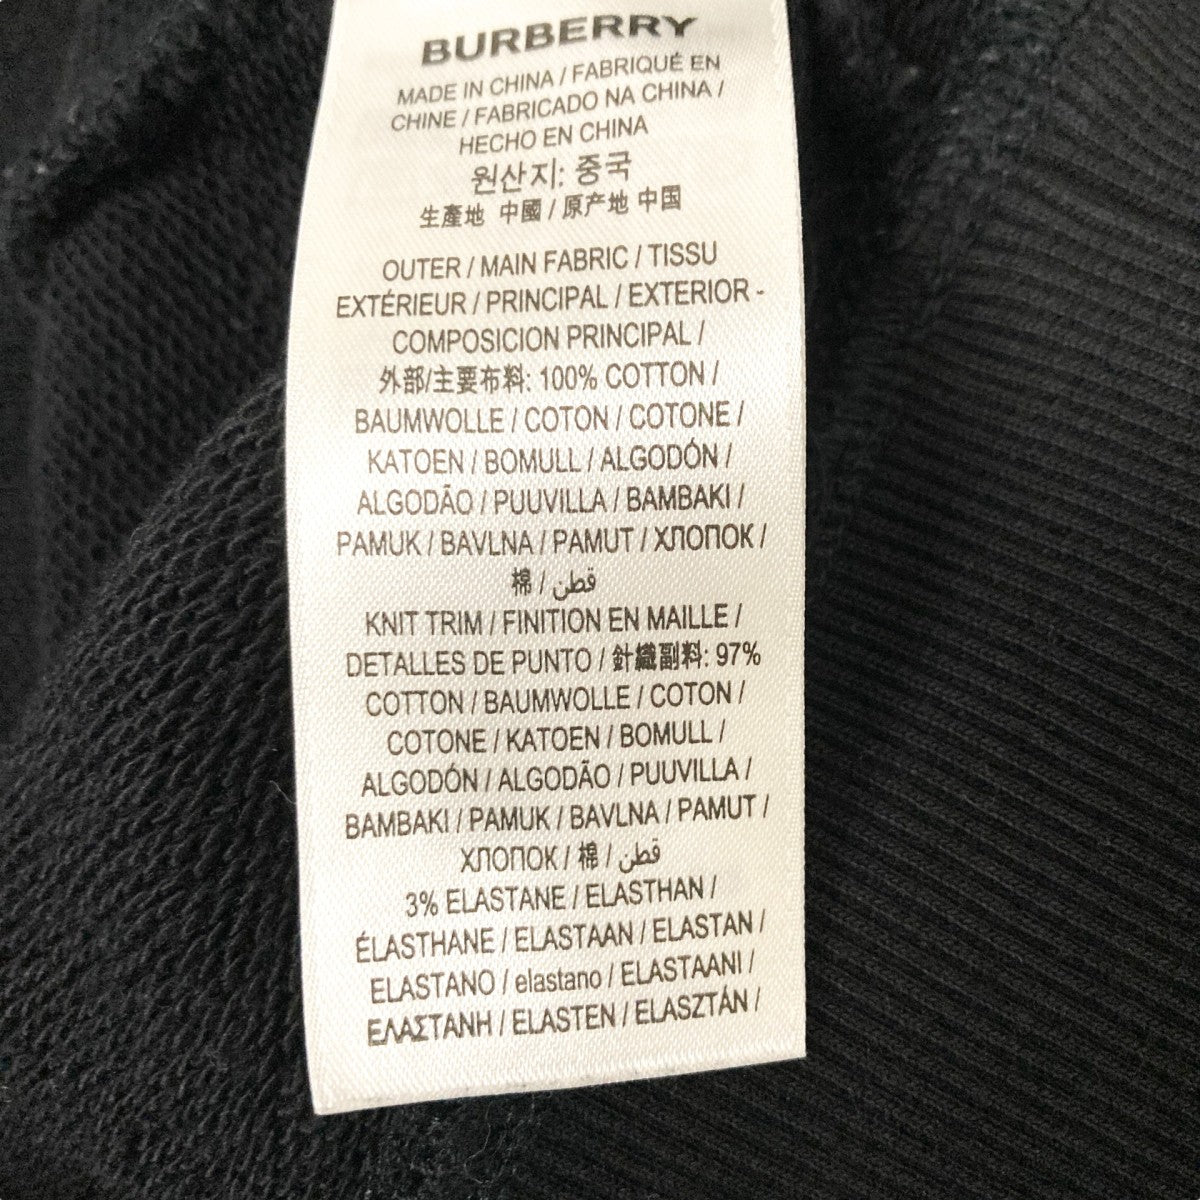 BURBERRY
MADE IN CHINA / FABRIQUÉ EN
CHINE / FABRICADO NA CHINA /
HECHO EN CHINA
원산지: 중국
生產地 中國 / 原产地 中国
OUTER / MAIN FABRIC / TISSU
EXTÉRIEUR / PRINCIPAL / EXTERIOR -
COMPOSICION PRINCIPAL /
外部/主要布料: 100% COTTON /
BAUMWOLLE / COTON / COTONE /
KATOEN / BOMULL / ALGODÓN /
ALGODÃO / PUUVILLA / BAMBAKI /
PAMUK / BAVLNA / PAMUT / ХЛОПОК /
棉 / قطن
KNIT TRIM / FINITION EN MAILLE /
DETALLES DE PUNTO / 針織副料: 97%
COTTON / BAUMWOLLE / COTON /
COTONE / KATOEN / BOMULL /
ALGODÓN / ALGODÃO / PUUVILLA /
BAMBAKI / PAMUK / BAVLNA / PAMUT /
ХЛОПОК / 棉 / قطن
3% ELASTANE / ELASTHAN /
ÉLASTHANE / ELASTAAN / ELASTAN /
ELASTANO / elastano / ELASTAANI /
ΕΛΑΣΤΑΝΗ / ELASTEN / ELASZTÁN /